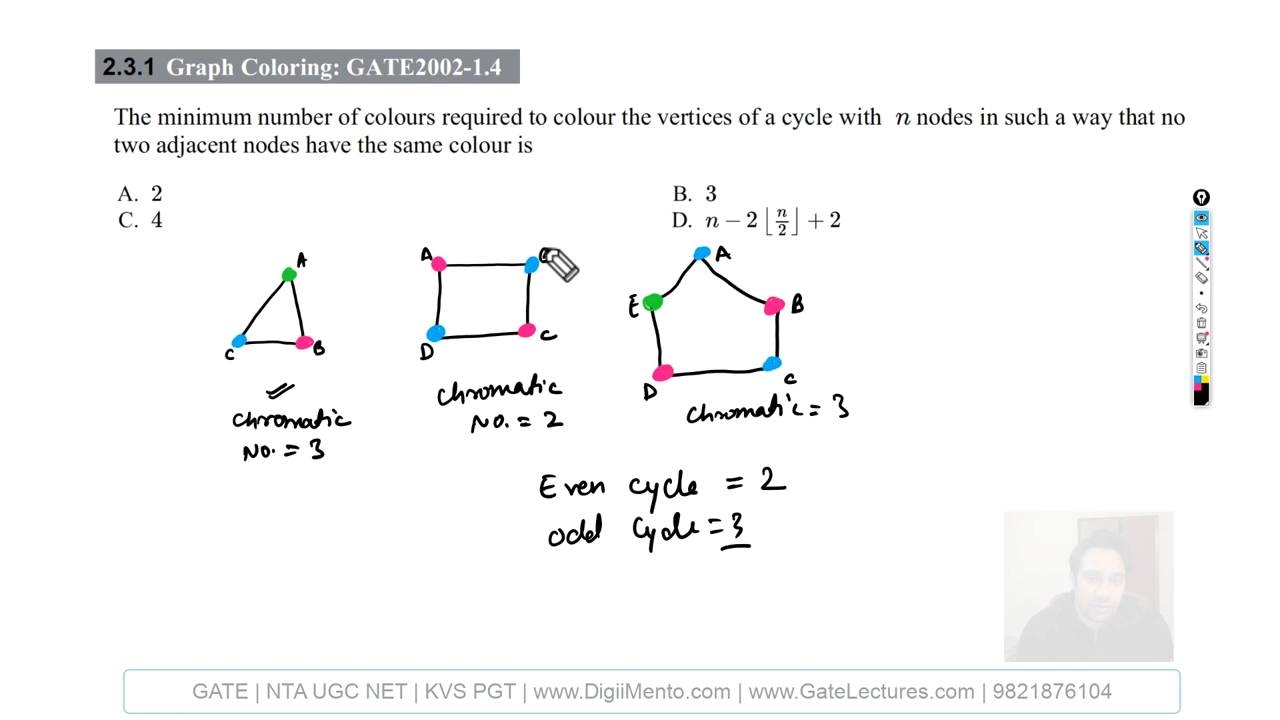 2.3.1 Graph Coloring: GATE2002-1.4
The minimum number of colours required to colour the vertices of a cycle with n nodes in such a way that no
two adjacent nodes have the same colour is
A. 2
B. 3
C. 4
D. n − 2 ⌊n/2⌋ + 2
A
C
B
chromatic
No. = 3
A
D
C
chromatic
No. = 2
A
E
B
D
C
chromatic = 3
Even cycle = 2
odd cycle = 3
GATE | NTA UGC NET | KVS PGT | www.DigiiMento.com | www.GateLectures.com | 9821876104